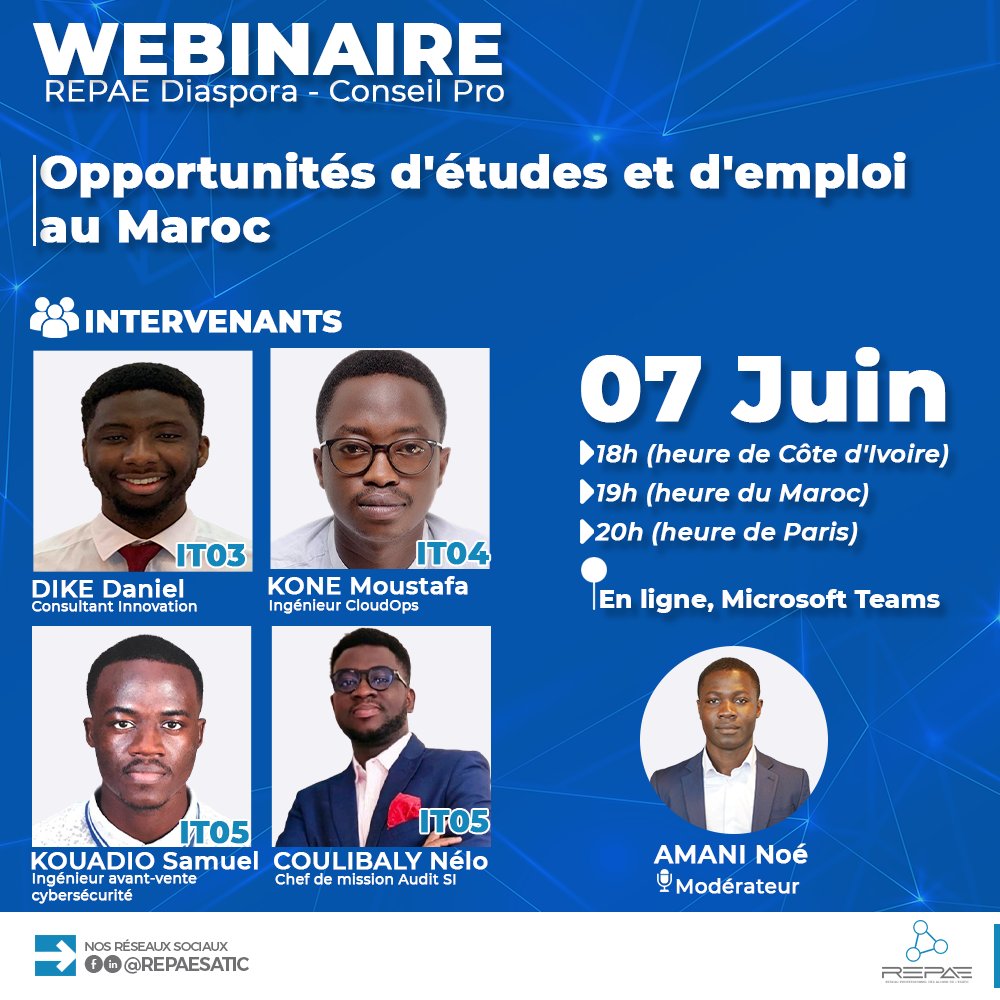 WEBINAIRE
REPAE Diaspora - Conseil Pro
Opportunités d'études et d'emploi
au Maroc
INTERVENANTS
IT03
DIKE Daniel
Consultant Innovation
IT04
KONE Moustafa
Ingénieur CloudOps
IT05
KOUADIO Samuel
Ingénieur avant-vente
cybersécurité
IT05
COULIBALY Nélo
Chef de mission Audit SI
07 Juin
18h (heure de Côte d'Ivoire)
19h (heure du Maroc)
20h (heure de Paris)
En ligne, Microsoft Teams
AMANI Noé
Modérateur
NOS RÉSEAUX SOCIAUX
@REPAESATIC
REPAE